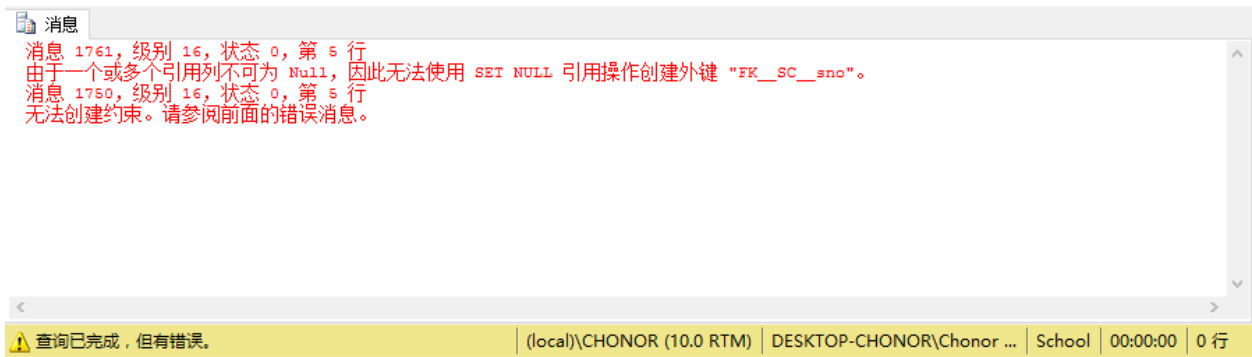 消息
消息 1761，级别 16，状态 0，第 5 行
由于一个或多个引用列不可为 Null，因此无法使用 SET NULL 引用操作创建外键 "FK__SC__sno"。
消息 1750，级别 16，状态 0，第 5 行
无法创建约束。请参阅前面的错误消息。
查询已完成，但有错误。 (local)\CHONOR (10.0 RTM) DESKTOP-CHONOR\Chonor ... School 00:00:00 0 行